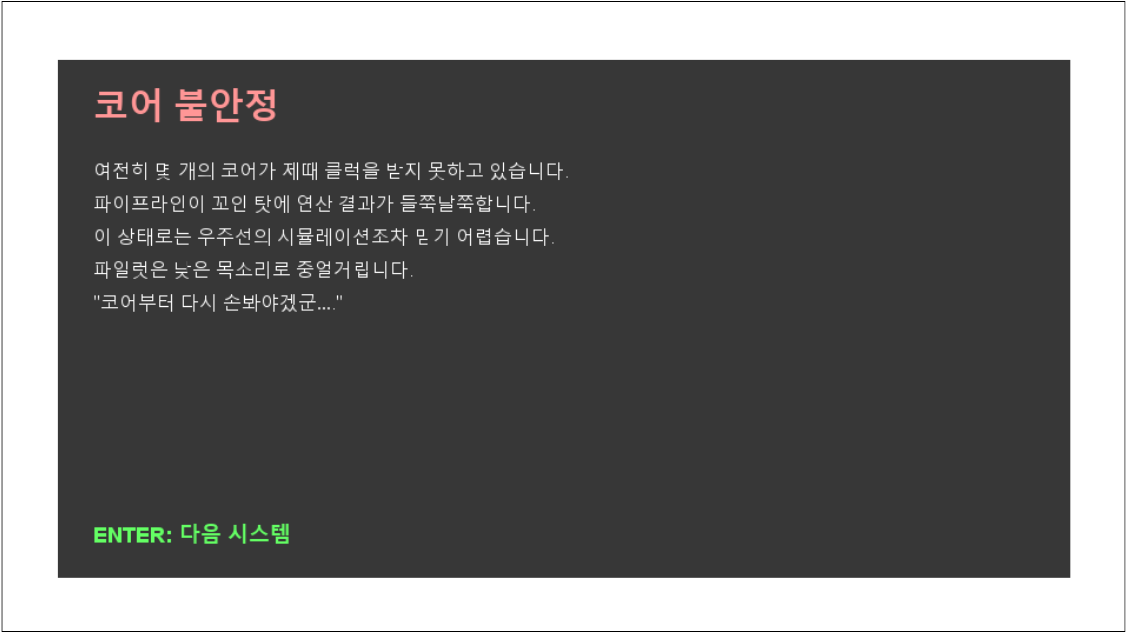 코어 불안정
여전히 몇 개의 코어가 제때 클럭을 받지 못하고 있습니다.
파이프라인이 꼬인 탓에 연산 결과가 들쭉날쭉합니다.
이 상태로는 우주선의 시뮬레이션조차 믿기 어렵습니다.
파일럿은 낮은 목소리로 중얼거립니다.
"코어부터 다시 손봐야겠군...."
ENTER: 다음 시스템